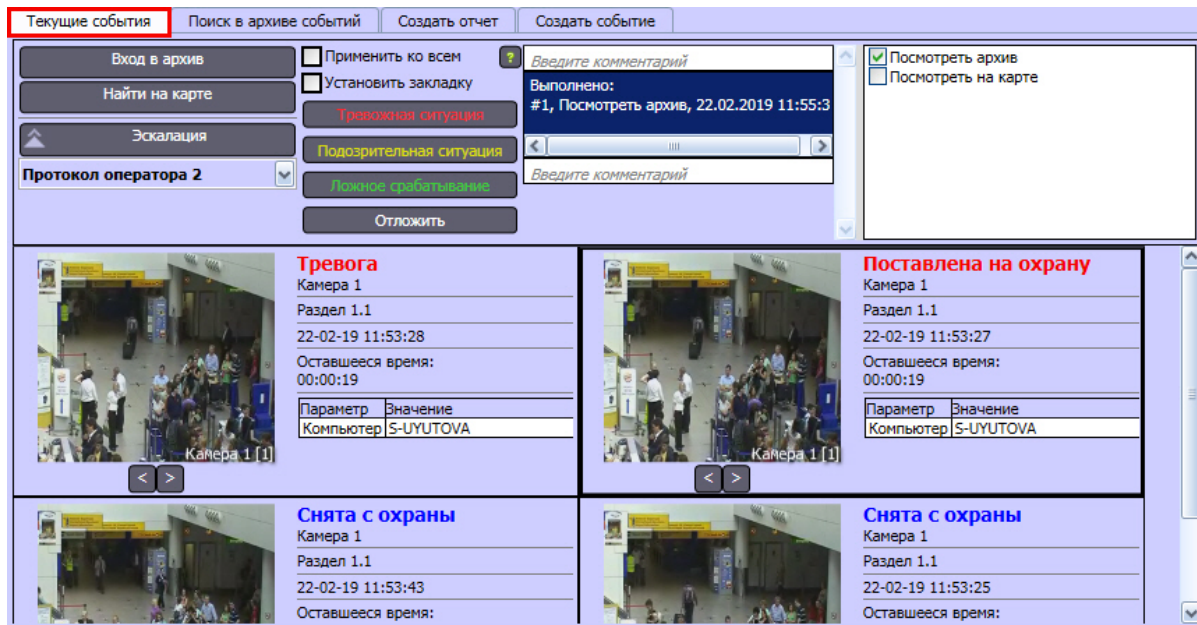 Текущие события
Поиск в архиве событий
Создать отчет
Создать событие
Вход в архив
Найти на карте
Эскалация
Протокол оператора 2
Применить ко всем
?
Установить закладку
Тревожная ситуация
Подозрительная ситуация
Ложное срабатывание
Отложить
Введите комментарий
Выполнено:
#1, Посмотреть архив, 22.02.2019 11:55:3
Введите комментарий
Посмотреть архив
Посмотреть на карте
Тревога
Камера 1
Раздел 1.1
22-02-19 11:53:28
Оставшееся время:
00:00:19
Параметр Значение
Компьютер S-UYUTOVA
Камера 1 [1]
< >
Поставлена на охрану
Камера 1
Раздел 1.1
22-02-19 11:53:27
Оставшееся время:
00:00:19
Параметр Значение
Компьютер S-UYUTOVA
Камера 1 [1]
< >
Снята с охраны
Камера 1
Раздел 1.1
22-02-19 11:53:43
Оставшееся время:
Снята с охраны
Камера 1
Раздел 1.1
22-02-19 11:53:25
Оставшееся время: